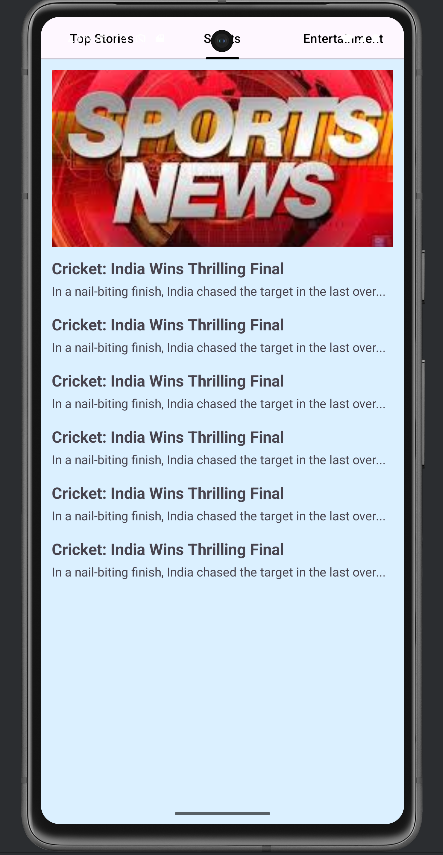 Top Stories
Sports
Entertainment
SPORTS
NEWS
Cricket: India Wins Thrilling Final
In a nail-biting finish, India chased the target in the last over...
Cricket: India Wins Thrilling Final
In a nail-biting finish, India chased the target in the last over...
Cricket: India Wins Thrilling Final
In a nail-biting finish, India chased the target in the last over...
Cricket: India Wins Thrilling Final
In a nail-biting finish, India chased the target in the last over...
Cricket: India Wins Thrilling Final
In a nail-biting finish, India chased the target in the last over...
Cricket: India Wins Thrilling Final
In a nail-biting finish, India chased the target in the last over...